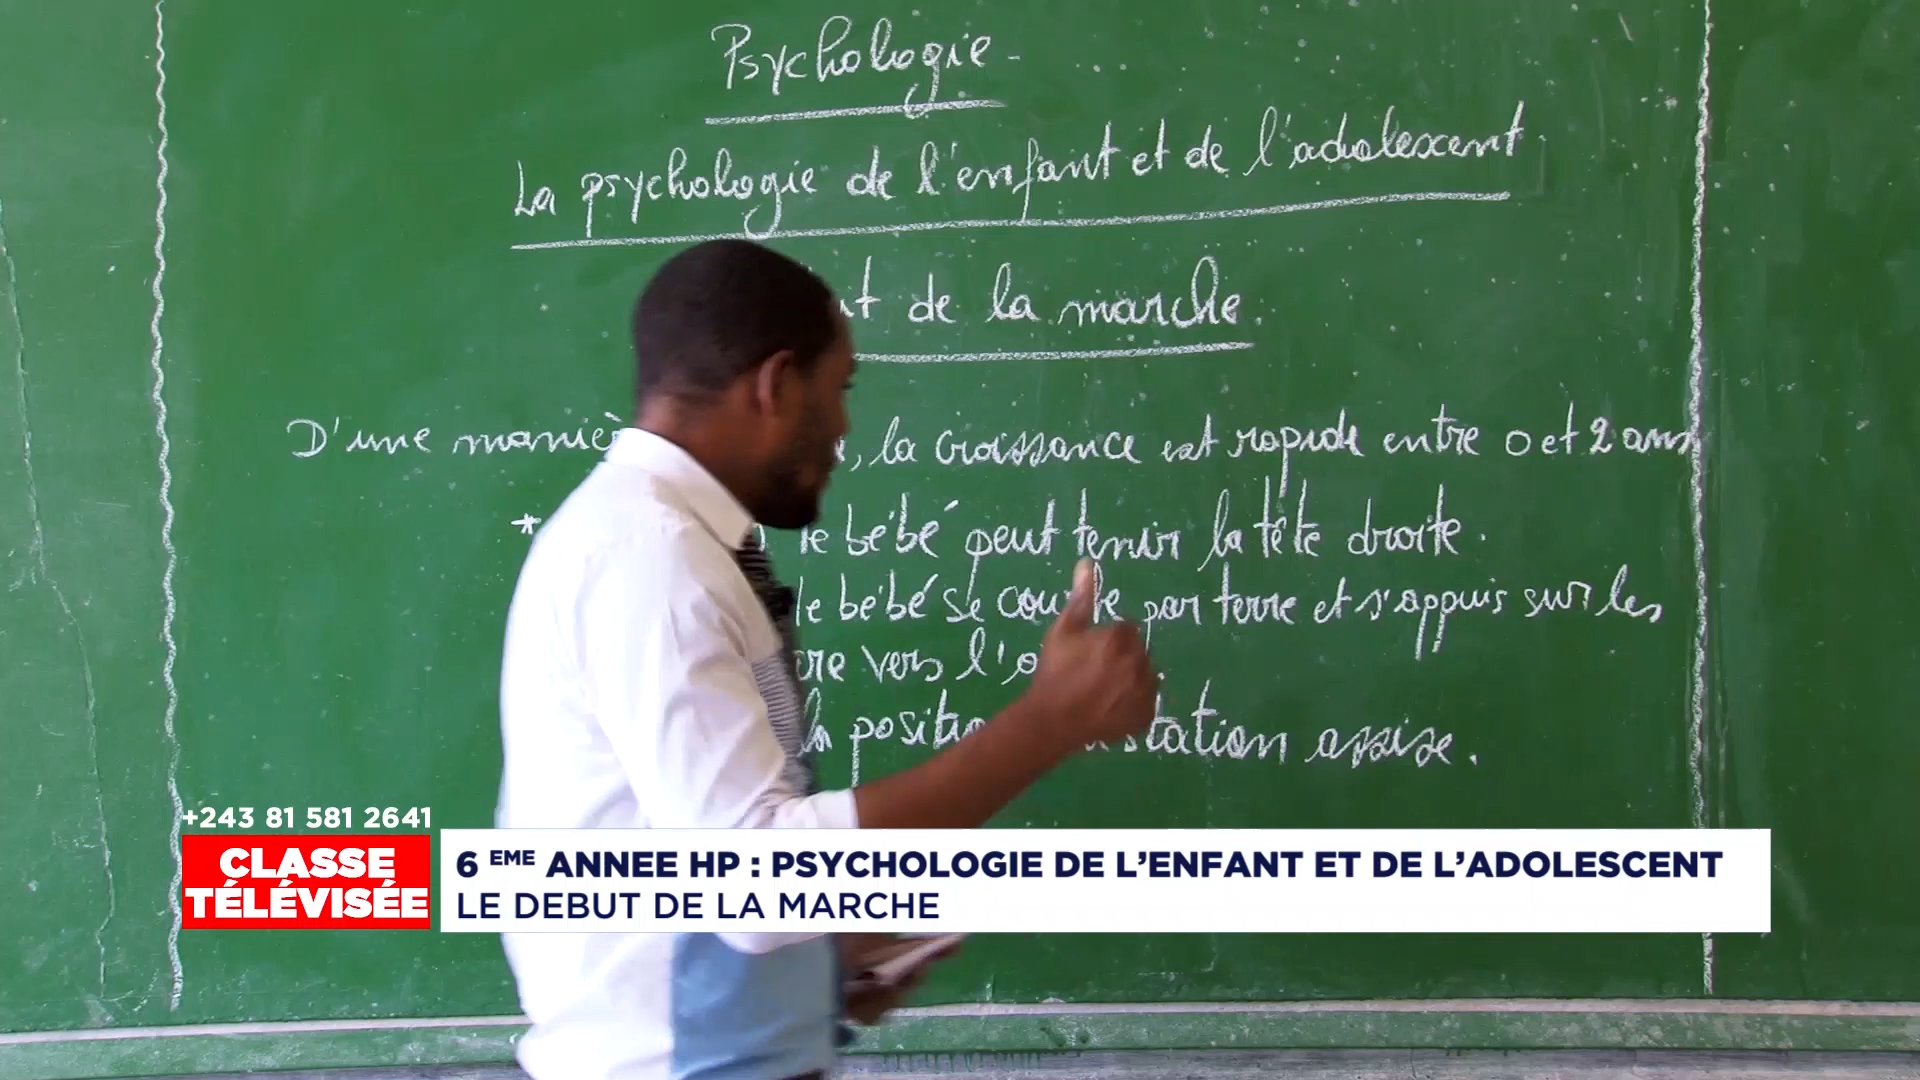 Psychologie
La psychologie de l'enfant et de l'adolescent
de la marche.
D'une , la croissance est rapide entre 0 et 2 ans
* le bébé peut tenir la tête droite.
le bébé se par terre et s'appuis sur les
vers
la station assise.
+243 81 581 2641
CLASSE
TÉLÉVISÉE
6 EME ANNEE HP : PSYCHOLOGIE DE L'ENFANT ET DE L'ADOLESCENT
LE DEBUT DE LA MARCHE